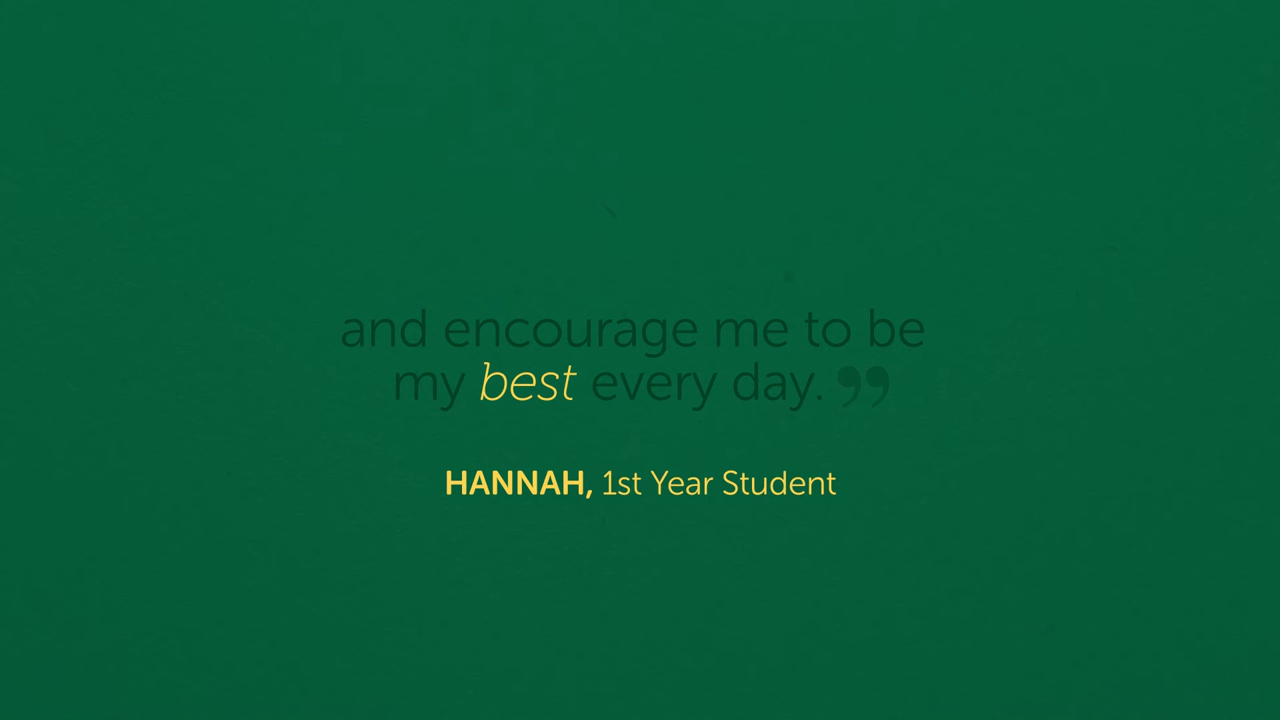 and encourage me to be
my best every day.”
HANNAH, 1st Year Student